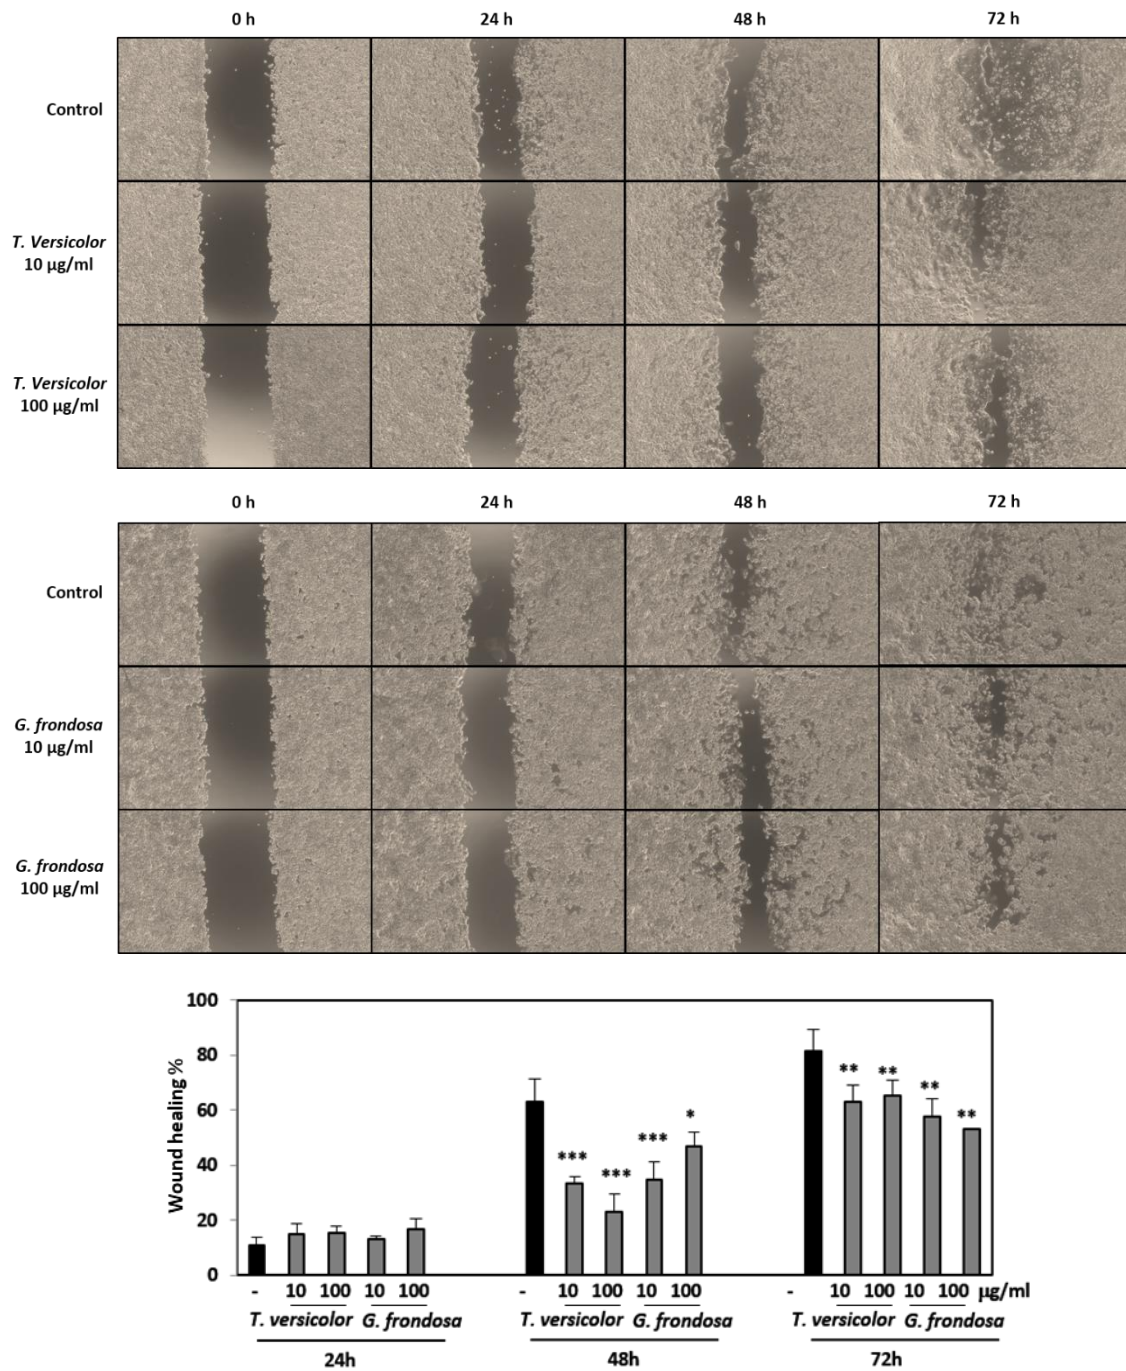 0 h 24 h 48 h 72 h
Control
T. Versicolor
10 µg/ml
T. Versicolor
100 µg/ml
0 h 24 h 48 h 72 h
Control
G. frondosa
10 µg/ml
G. frondosa
100 µg/ml
Wound healing %
100
80
60
40
20
0
*** *** *** *
** ** ** **
- 10 100 10 100 - 10 100 10 100 - 10 100 10 100 µg/ml
T. versicolor G. frondosa T. versicolor G. frondosa T. versicolor G. frondosa
24h 48h 72h